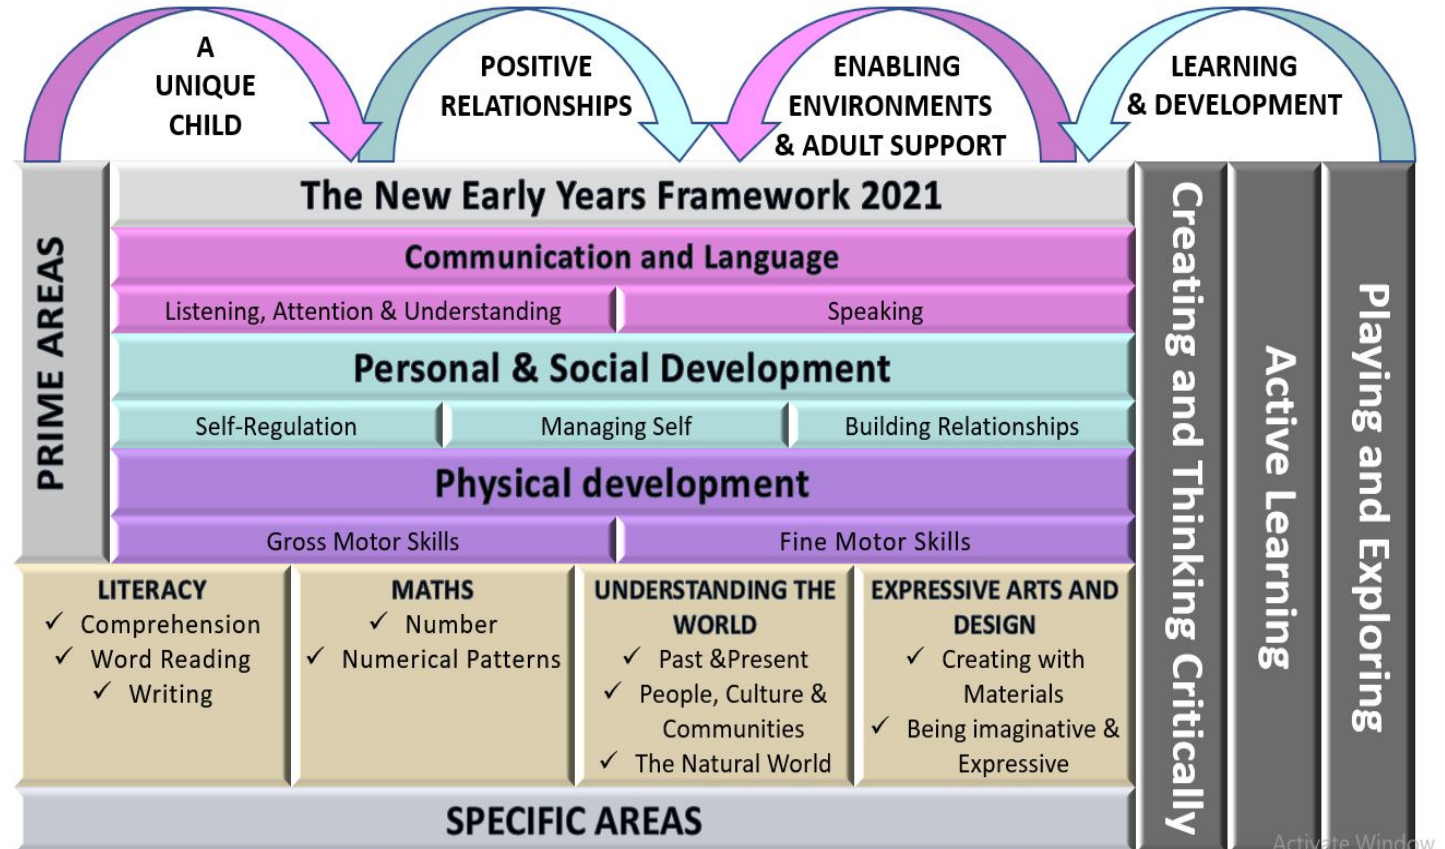 A
UNIQUE
CHILD
POSITIVE
RELATIONSHIPS
ENABLING
ENVIRONMENTS
& ADULT SUPPORT
LEARNING
& DEVELOPMENT
PRIME AREAS
The New Early Years Framework 2021
Communication and Language
Listening, Attention & Understanding
Speaking
Personal & Social Development
Self-Regulation
Managing Self
Building Relationships
Physical development
Gross Motor Skills
Fine Motor Skills
LITERACY
✓ Comprehension
✓ Word Reading
✓ Writing
MATHS
✓ Number
✓ Numerical Patterns
UNDERSTANDING THE
WORLD
✓ Past &Present
✓ People, Culture &
Communities
✓ The Natural World
EXPRESSIVE ARTS AND
DESIGN
✓ Creating with
Materials
✓ Being imaginative &
Expressive
SPECIFIC AREAS
Creating and Thinking Critically
Active Learning
Playing and Exploring
Activate Window